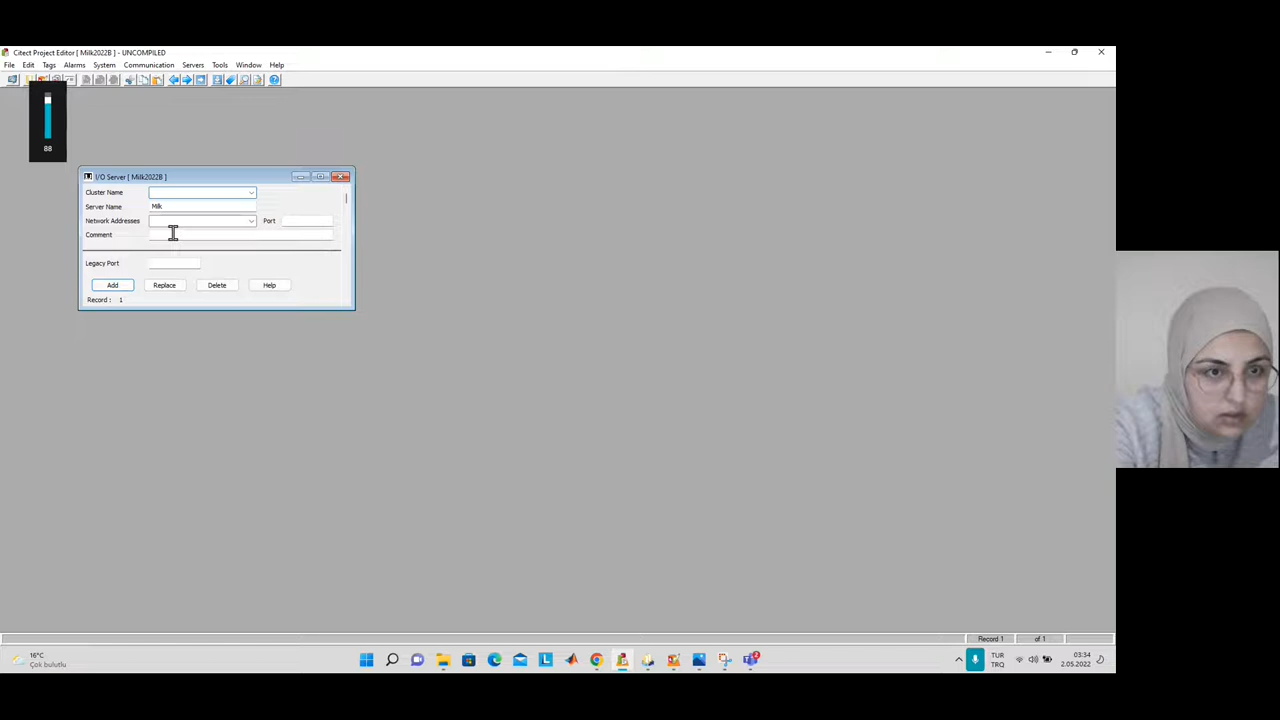 Citect Project Editor [ Milk2022B ] - UNCOMPILED
File Edit Tags Alarms System Communication Servers Tools Window Help
88
I/O Server [ Milk2022B ]
Cluster Name
Server Name Milk
Network Addresses Port
Comment
Legacy Port
Add Replace Delete Help
Record : 1
Record 1 of 1
16°C
Çok bulutlu
TUR
TRQ
03:34
2.05.2022